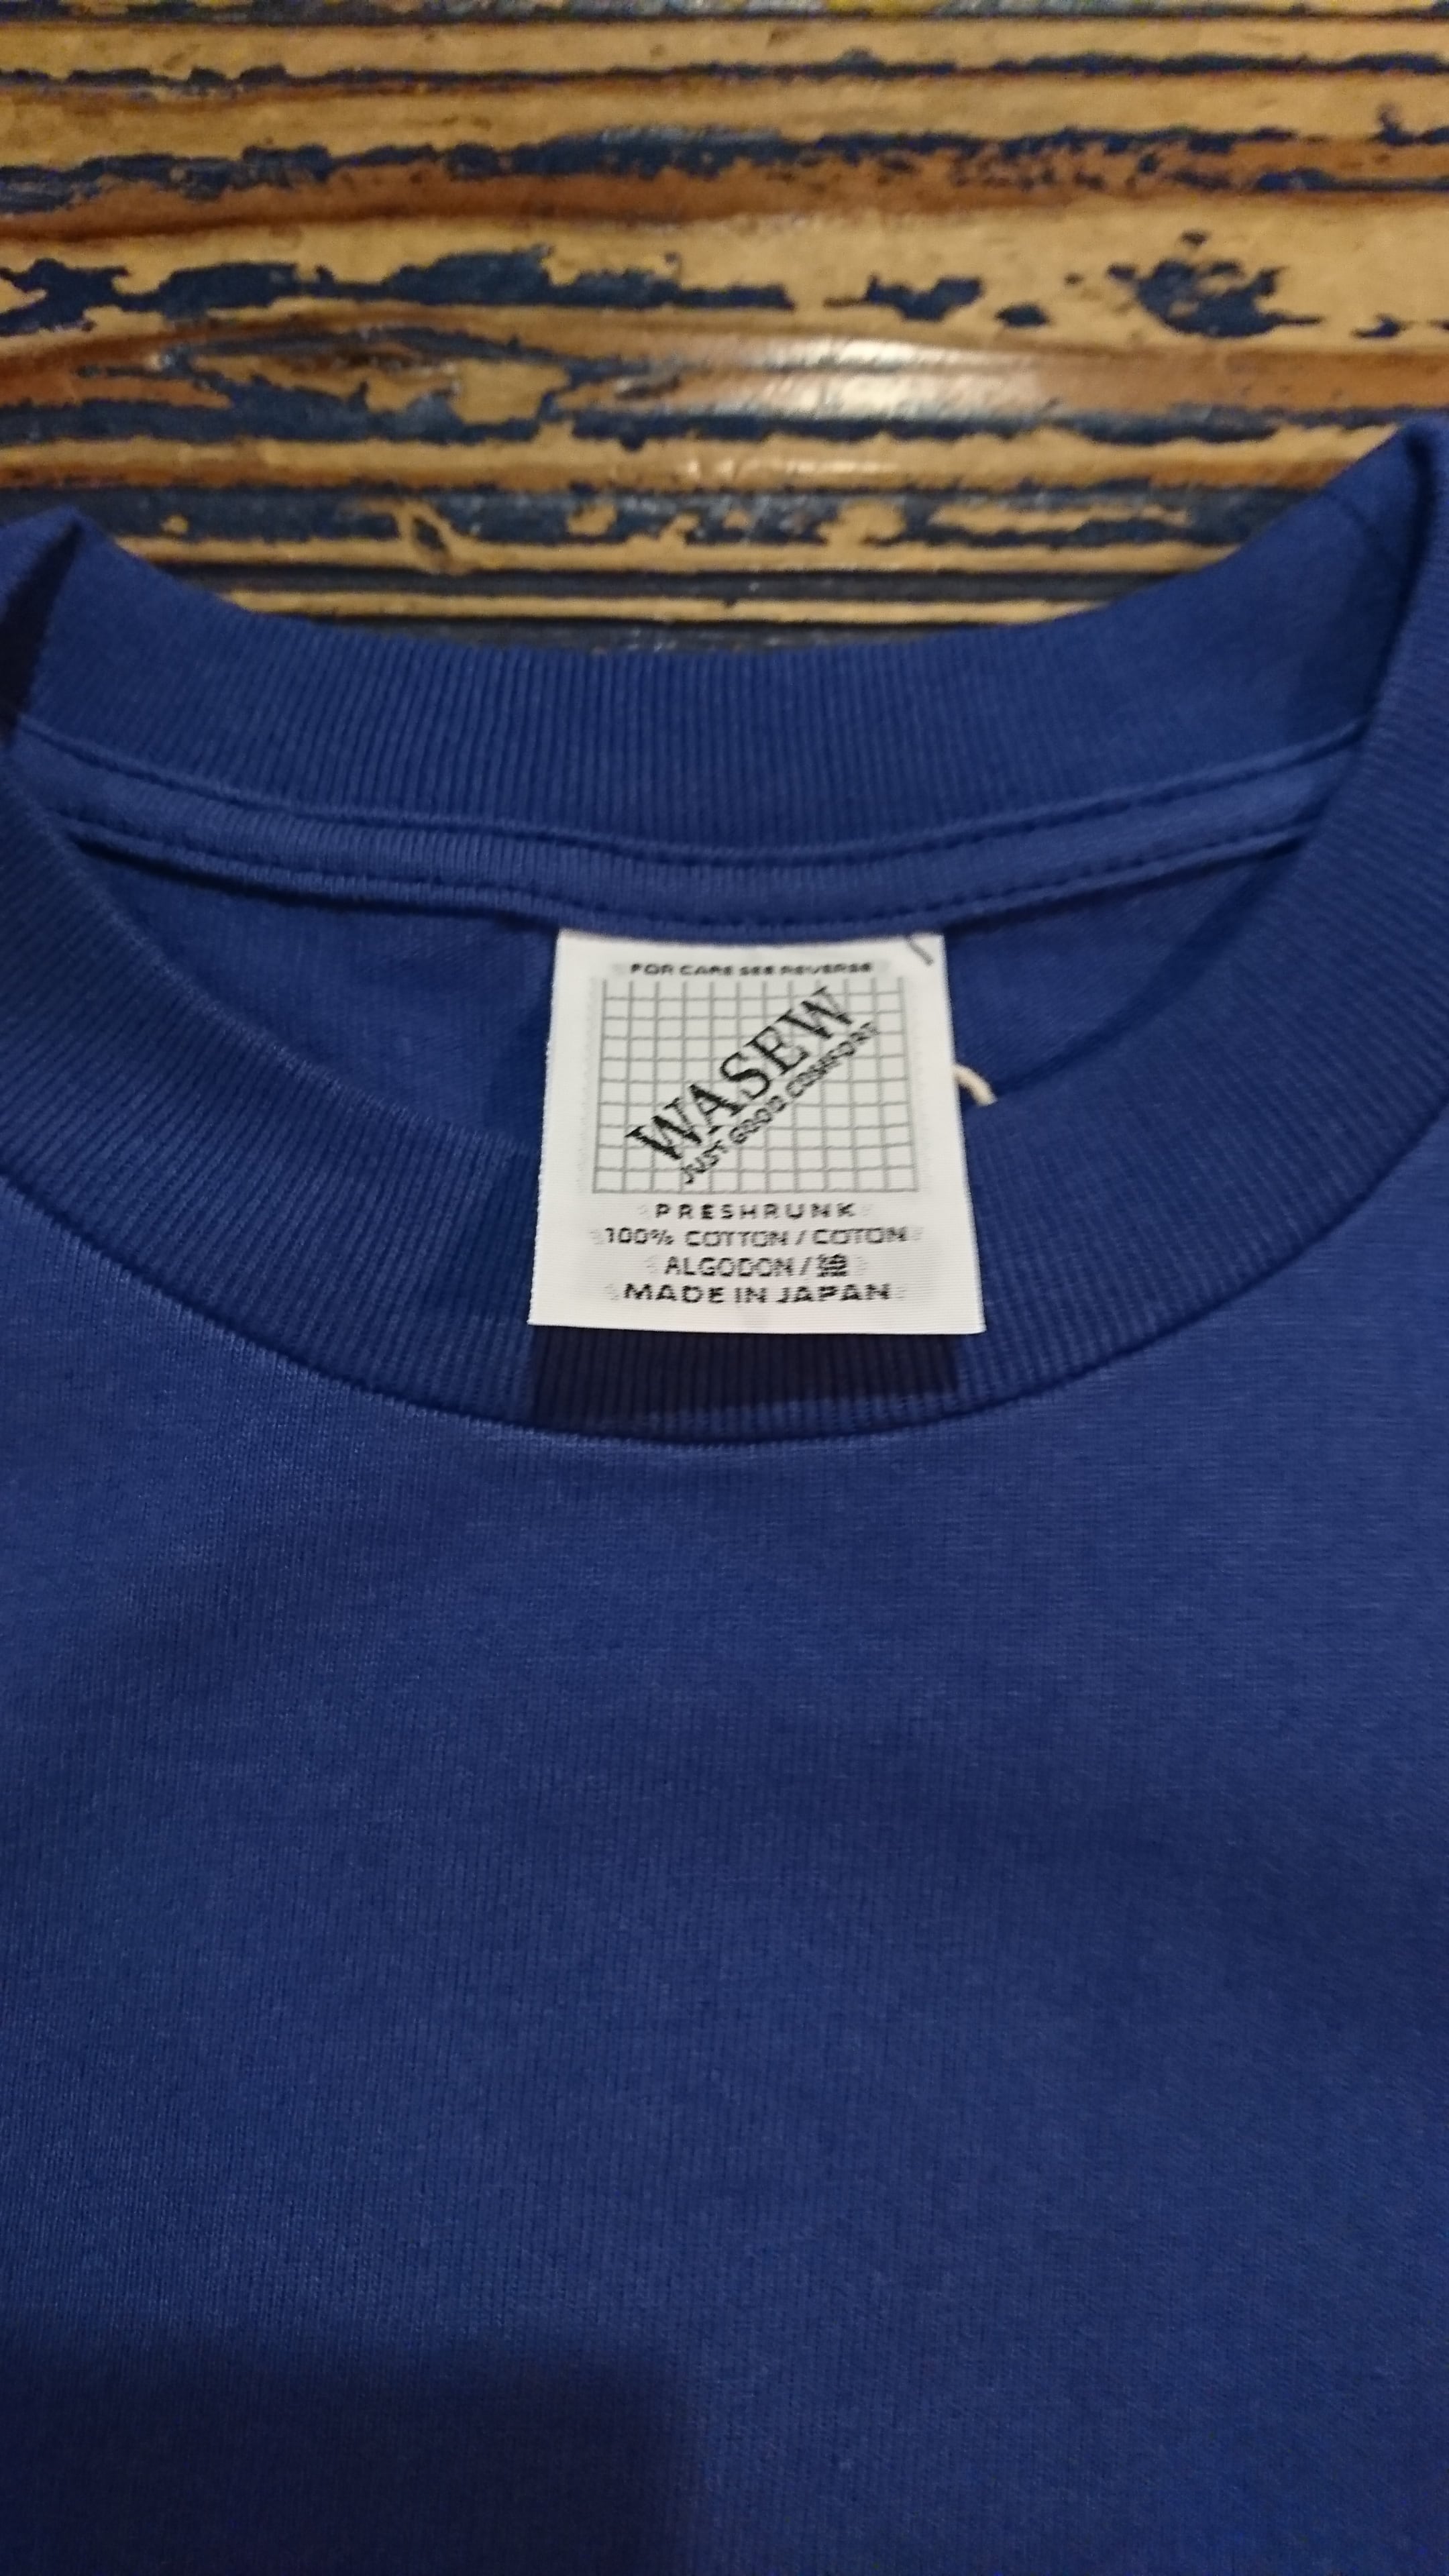 FOR CARE SEE REVERSE
WASEW
JUST GOOD COMFORT
PRESHRUNK
100% COTTON / COTON
ALGODON / 綿
MADE IN JAPAN